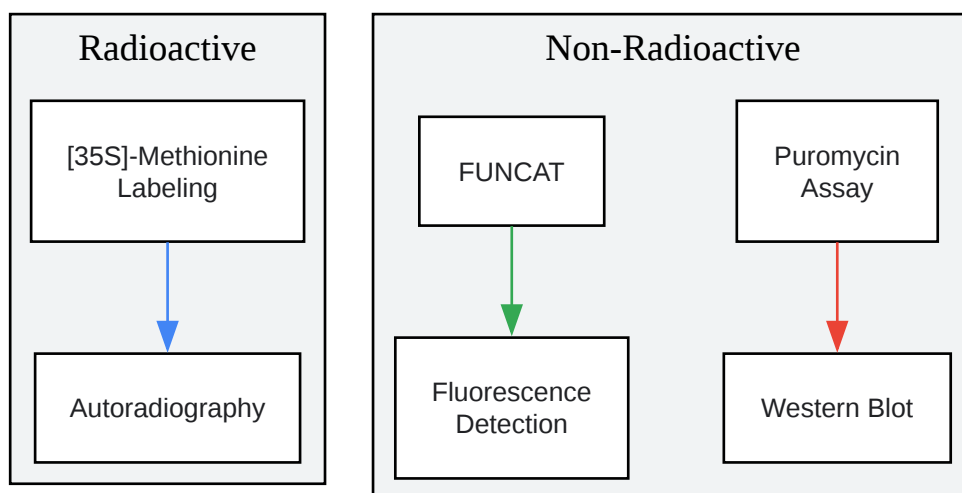 Radioactive
[35S]-Methionine
Labeling
Autoradiography
Non-Radioactive
FUNCAT
Fluorescence
Detection
Puromycin
Assay
Western Blot